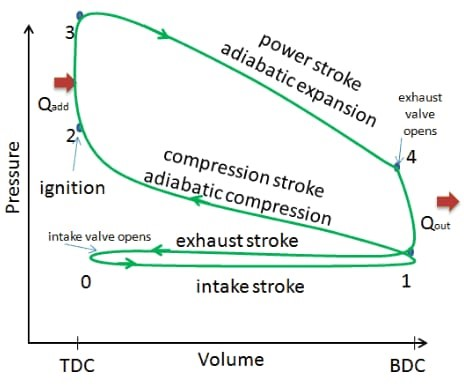 3
power stroke
adiabatic expansion
Qadd
exhaust
valve
opens
2
4
ignition
compression stroke
adiabatic compression
Pressure
Qout
intake valve opens
exhaust stroke
0
intake stroke
1
TDC
Volume
BDC